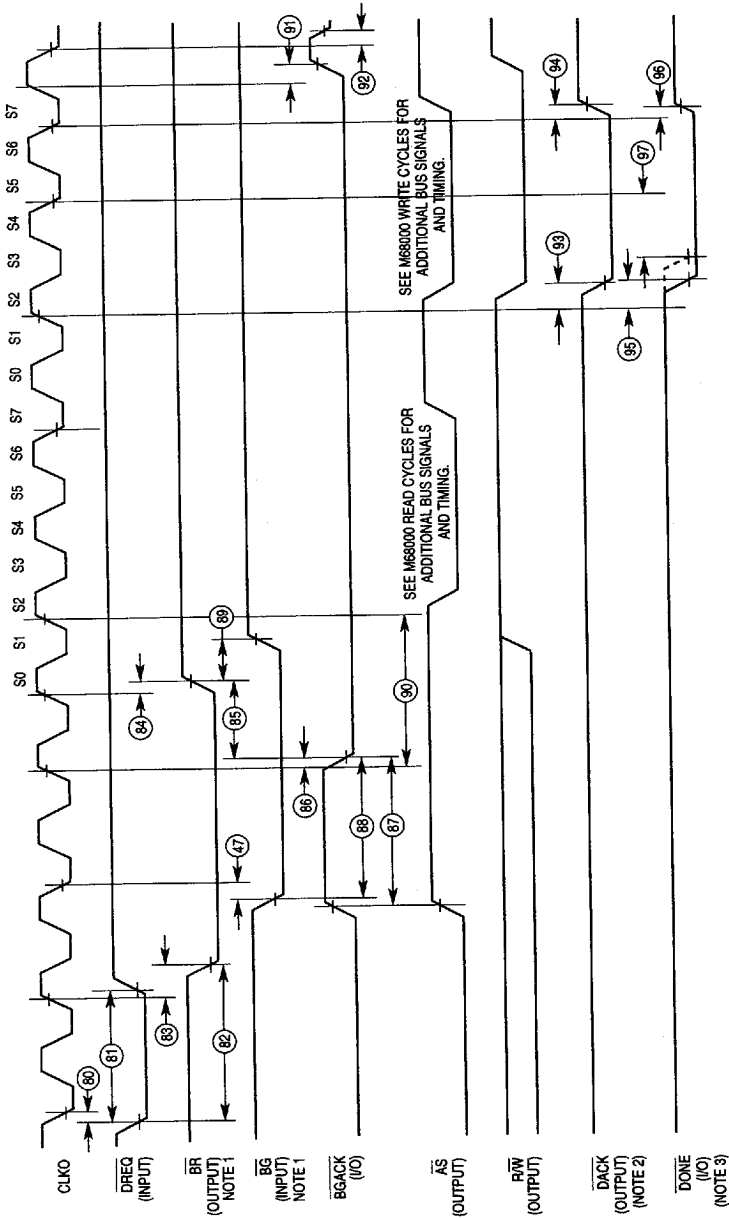 S0 S1 S2 S3 S4 S5 S6 S7 S0 S1 S2 S3 S4 S5 S6 S7
CLKO
80
81
DREQ
(INPUT)
83
84
82
BR
(OUTPUT)
NOTE 1
47
85
89
BG
(INPUT)
NOTE 1
86
91
BGACK
(I/O)
88
92
87
90
SEE M68000 READ CYCLES FOR
ADDITIONAL BUS SIGNALS
AND TIMING.
SEE M68000 WRITE CYCLES FOR
ADDITIONAL BUS SIGNALS
AND TIMING.
AS
(OUTPUT)
R/W
(OUTPUT)
93
94
DACK
(OUTPUT)
(NOTE 2)
95
97
96
DONE
(I/O)
(NOTE 3)